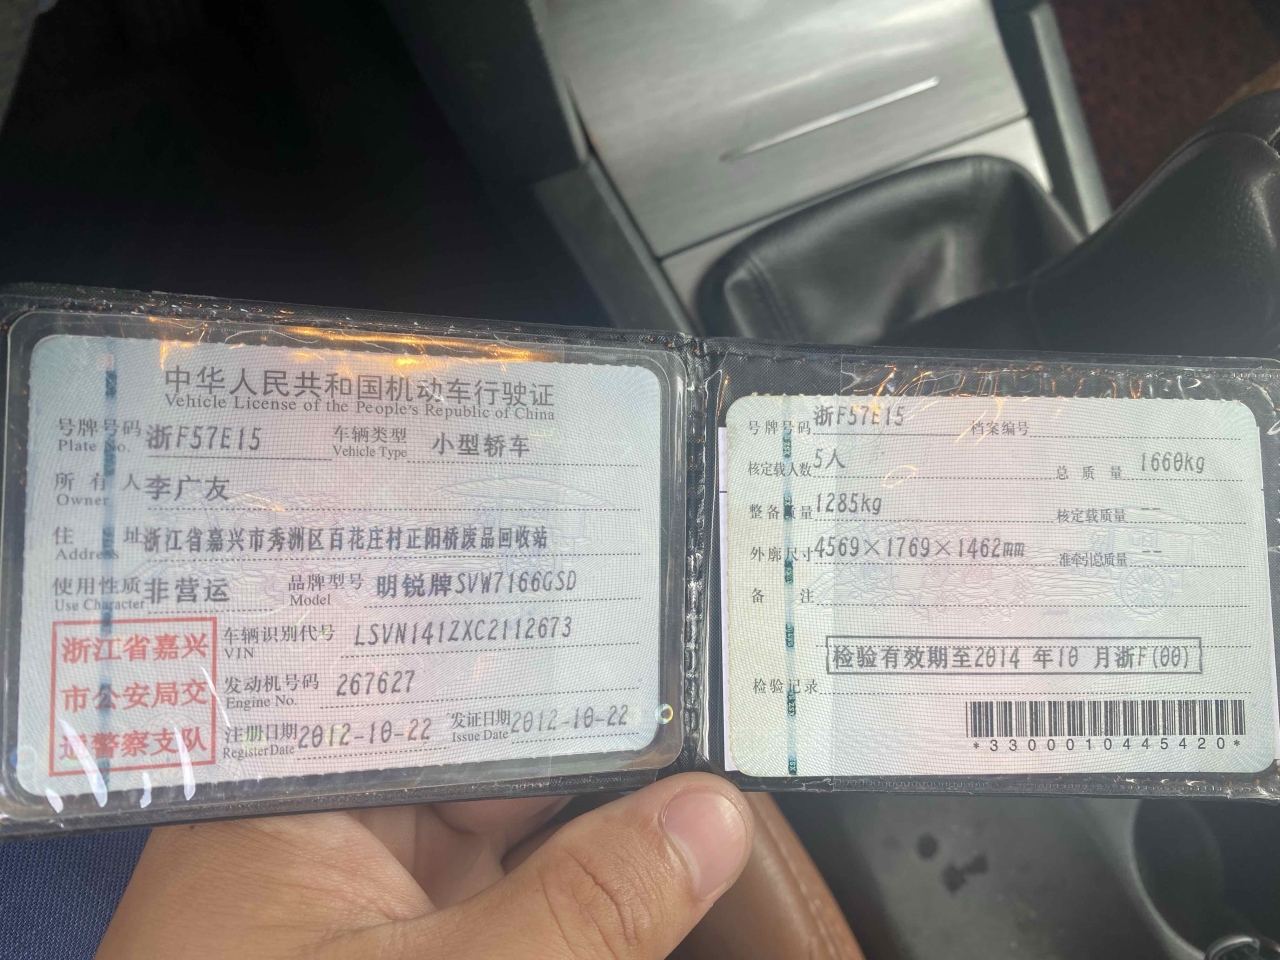 中华人民共和国机动车行驶证
Vehicle License of the People's Republic of China
号牌号码 浙F57E15 车辆类型 小型轿车
Plate No. Vehicle Type
所有人 李广友
Owner
住址 浙江省嘉兴市秀洲区百花庄村正阳桥废品回收站
Address
使用性质 非营运 品牌型号 明锐牌SVW7166GSD
Use Character Model
浙江省嘉兴
市公安局交
通警察支队
车辆识别代号 LSVN141ZXC2112673
VIN
发动机号码 267627
Engine No.
注册日期 2012-10-22 发证日期 2012-10-22
Register Date Issue Date
号牌号码 浙F57E15 档案编号
核定载人数 5人 总质量 1660kg
整备质量 1285kg 核定载质量 --
外廓尺寸 4569×1769×1462mm 准牵引总质量 --
备注
检验有效期至2014 年10 月浙F(00)
检验记录
*3300010445420*